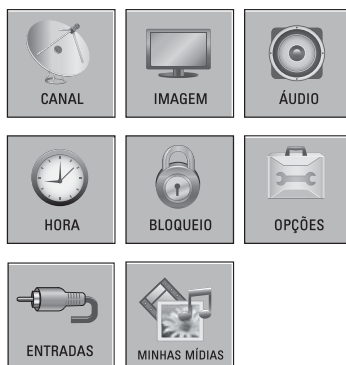 CANAL
IMAGEM
ÁUDIO
HORA
BLOQUEIO
OPÇÕES
ENTRADAS
MINHAS MÍDIAS